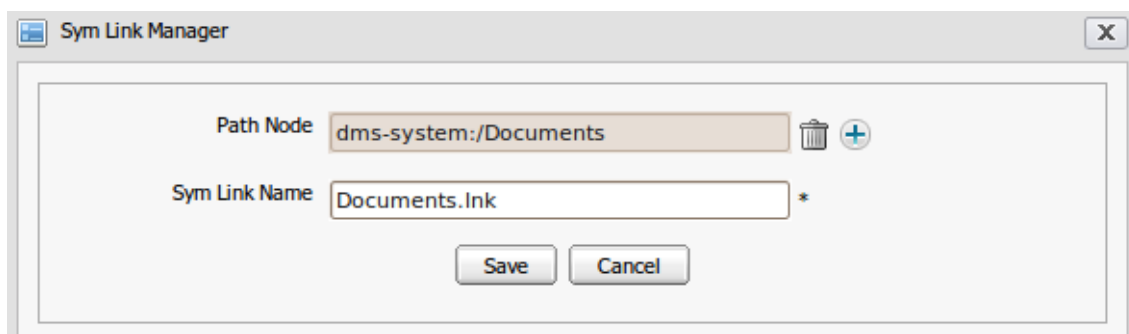 Sym Link Manager X
Path Node dms-system:/Documents
Sym Link Name Documents.lnk *
Save Cancel